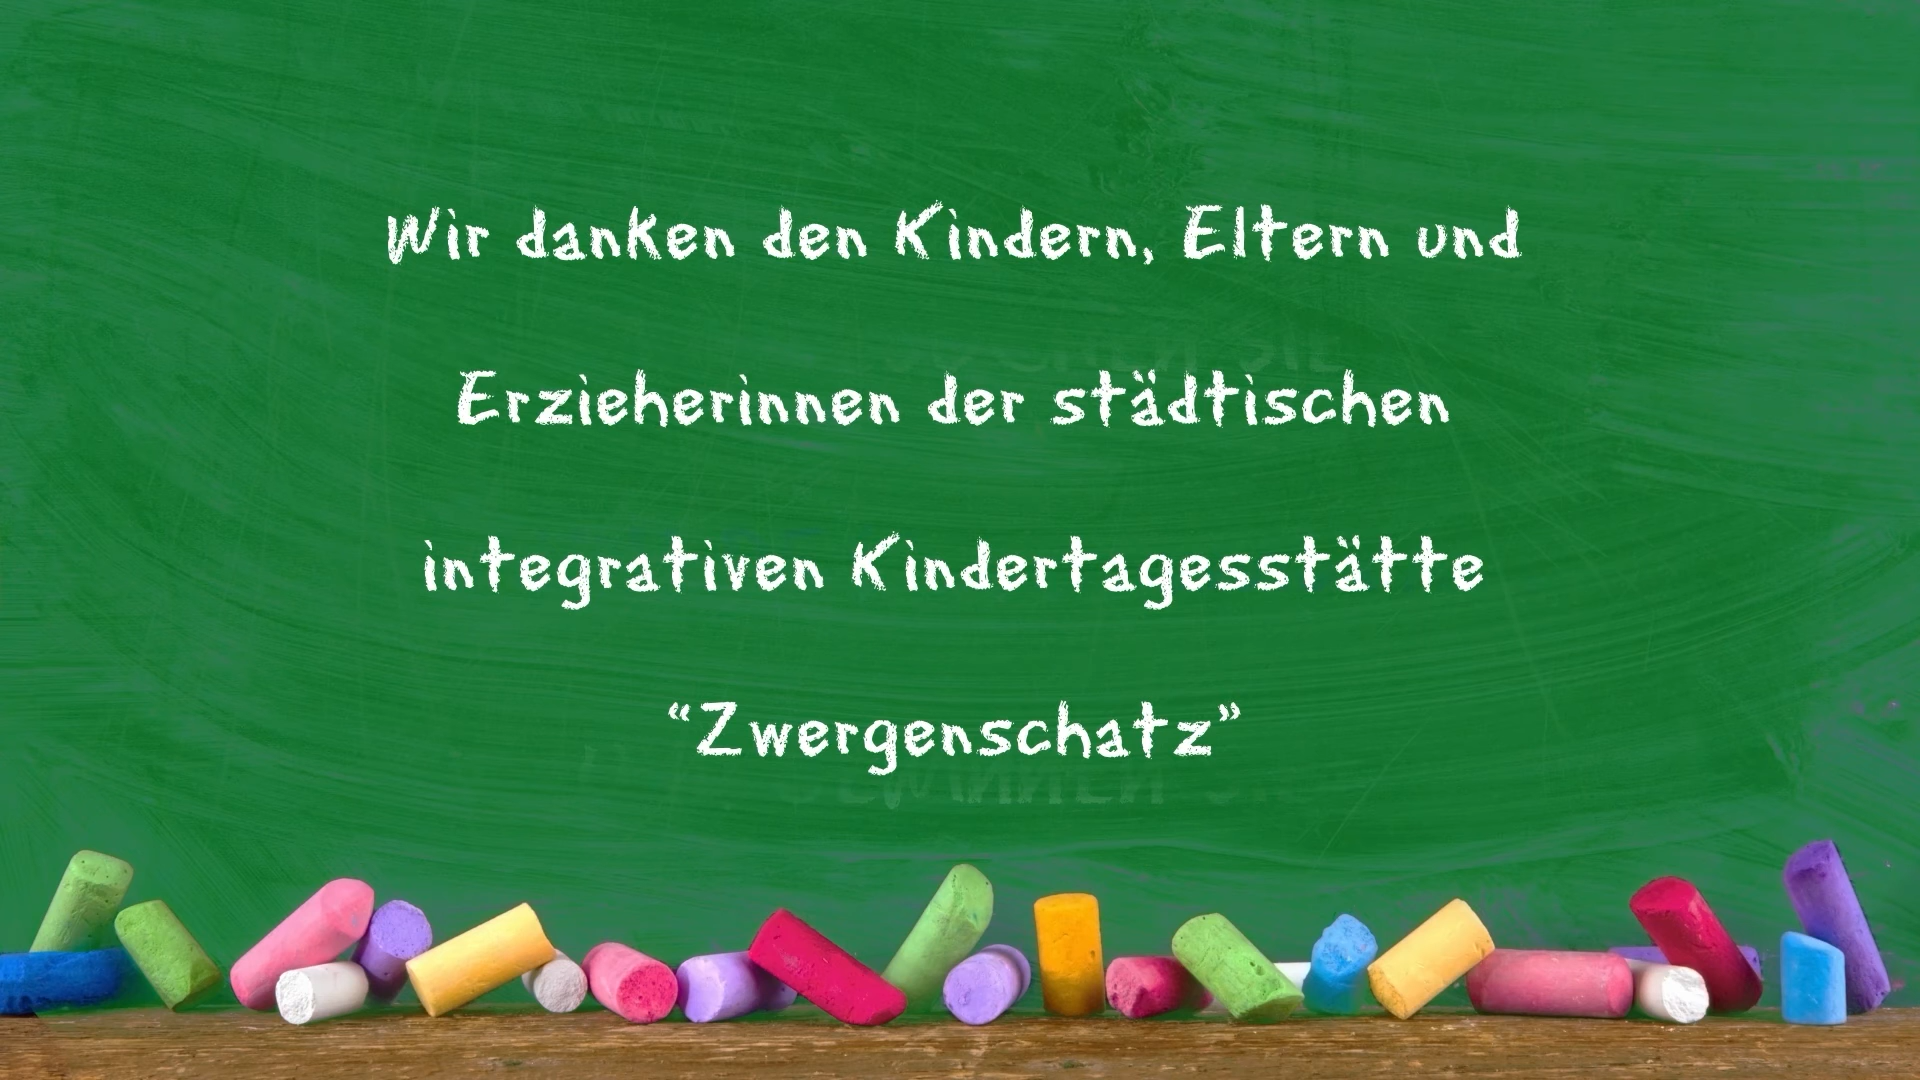 Wir danken den Kindern, Eltern und
Erzieherinnen der städtischen
integrativen Kindertagesstätte
“Zwergenschatz”